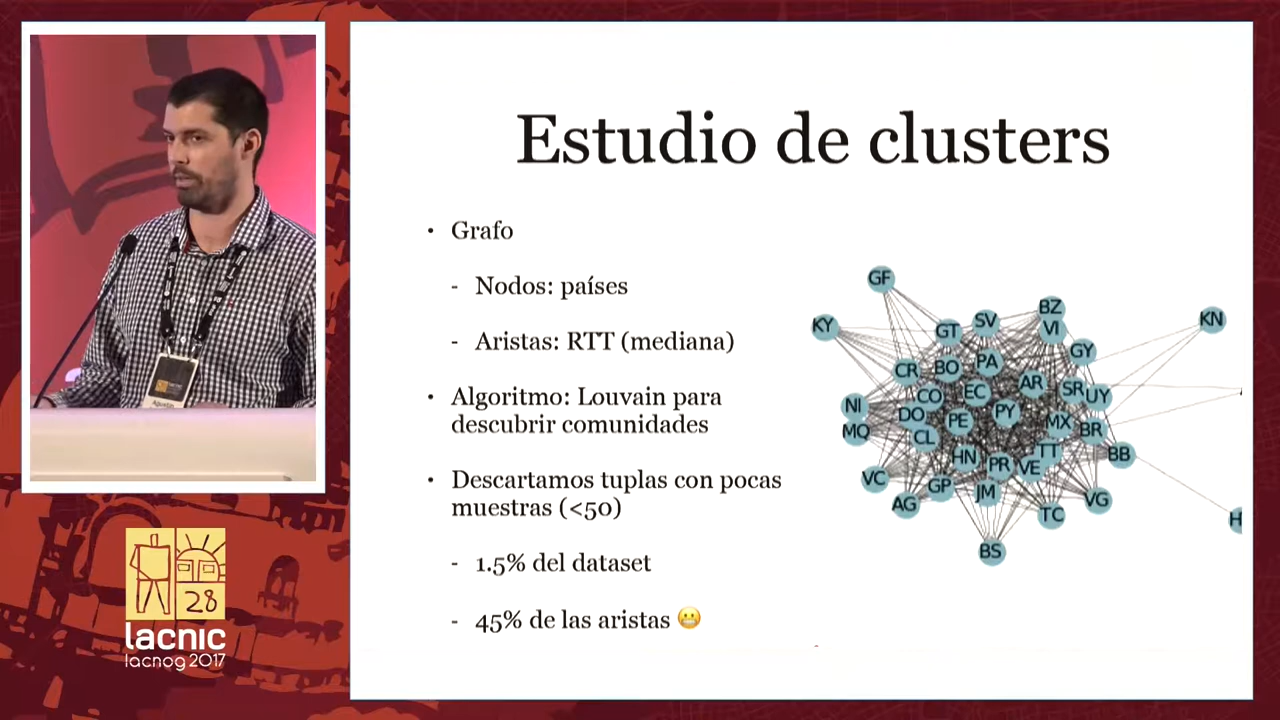 Estudio de clusters
• Grafo
- Nodos: países
- Aristas: RTT (mediana)
• Algoritmo: Louvain para
descubrir comunidades
• Descartamos tuplas con pocas
muestras (<50)
- 1.5% del dataset
- 45% de las aristas 😬
GF
KY
BZ
KN
GT
SV
VI
GY
CR
BO
PA
AR
SR
UY
NI
CO
EC
DO
PE
PY
MX
BR
MQ
CL
HN
PR
VE
TT
BB
VC
AG
GP
JM
TC
VG
BS
H
28
lacnic
lacnog 2017